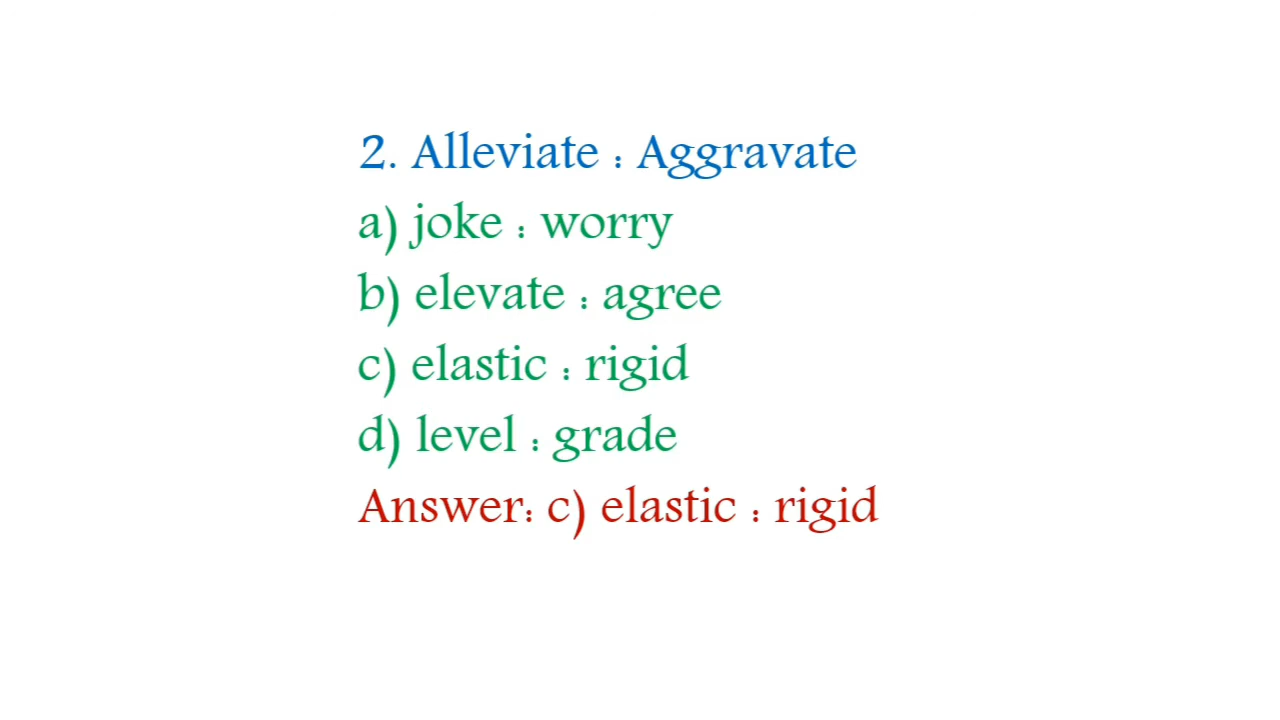 2. Alleviate : Aggravate
a) joke : worry
b) elevate : agree
c) elastic : rigid
d) level : grade
Answer: c) elastic : rigid